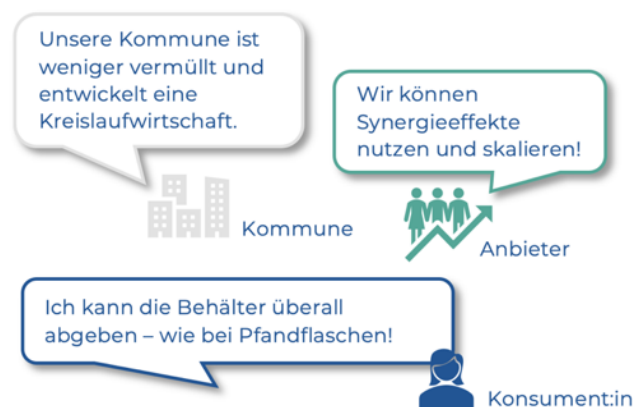 Unsere Kommune ist
weniger vermüllt und
entwickelt eine
Kreislaufwirtschaft.
Wir können
Synergieeffekte
nutzen und skalieren!
Kommune
Anbieter
Ich kann die Behälter überall
abgeben – wie bei Pfandflaschen!
Konsument:in